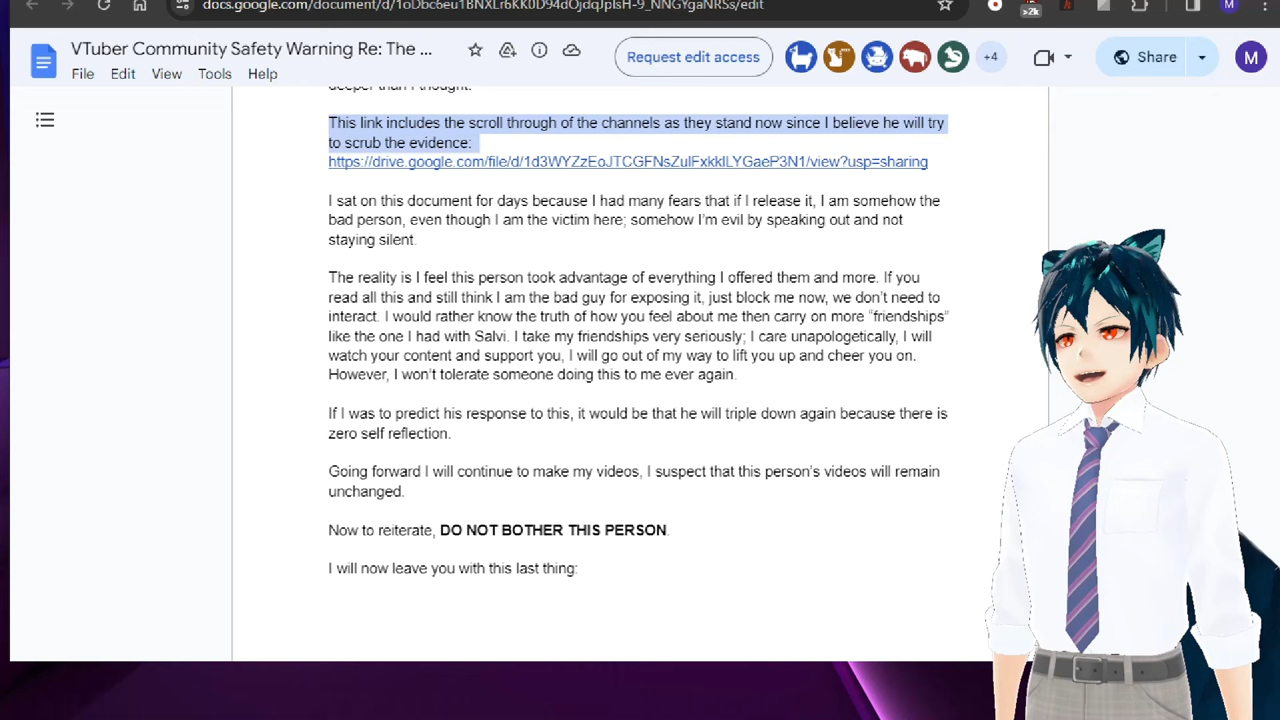 docs.google.com/document/d/1oDbc6eu1BNXLr6KK0D94dOjdqJpIsH-9_NNGYgaNRSs/edit
>2k
M
VTuber Community Safety Warning Re: The ...
File Edit View Tools Help
Request edit access
+4
Share
M
deeper than I thought.
This link includes the scroll through of the channels as they stand now since I believe he will try
to scrub the evidence:
https://drive.google.com/file/d/1d3WYZzEoJTCGFNsZulFxkklLYGaeP3N1/view?usp=sharing
I sat on this document for days because I had many fears that if I release it, I am somehow the
bad person, even though I am the victim here; somehow I'm evil by speaking out and not
staying silent.
The reality is I feel this person took advantage of everything I offered them and more. If you
read all this and still think I am the bad guy for exposing it, just block me now, we don't need to
interact. I would rather know the truth of how you feel about me then carry on more “friendships”
like the one I had with Salvi. I take my friendships very seriously; I care unapologetically, I will
watch your content and support you, I will go out of my way to lift you up and cheer you on.
However, I won't tolerate someone doing this to me ever again.
If I was to predict his response to this, it would be that he will triple down again because there is
zero self reflection.
Going forward I will continue to make my videos, I suspect that this person's videos will remain
unchanged.
Now to reiterate, DO NOT BOTHER THIS PERSON.
I will now leave you with this last thing: